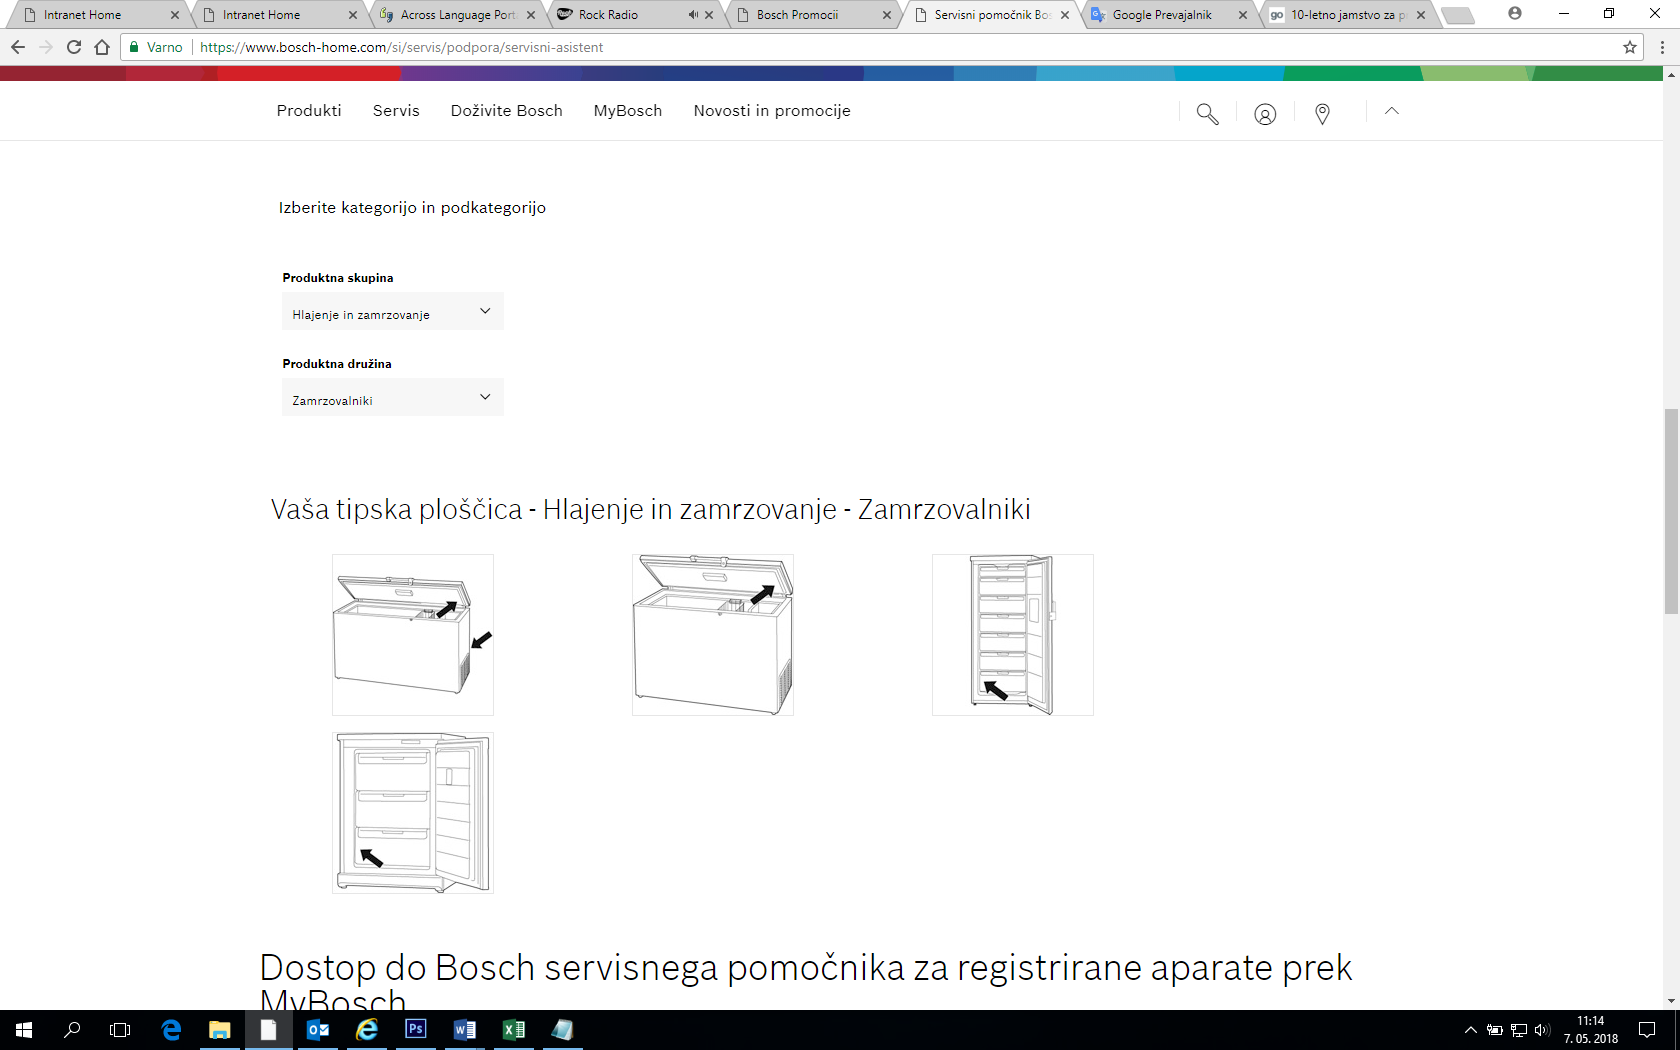 Intranet Home
Intranet Home
Across Language Port
Rock Radio
Bosch Promocii
Servisni pomočnik Bos
Google Prevajalnik
go 10-letno jamstvo za p
Varno
https://www.bosch-home.com/si/servis/podpora/servisni-asistent
Produkti Servis Doživite Bosch MyBosch Novosti in promocije
Izberite kategorijo in podkategorijo
Produktna skupina
Hlajenje in zamrzovanje
Produktna družina
Zamrzovalniki
Vaša tipska ploščica - Hlajenje in zamrzovanje - Zamrzovalniki
Dostop do Bosch servisnega pomočnika za registrirane aparate prek
MyBosch
Ps
11:14
7. 05. 2018